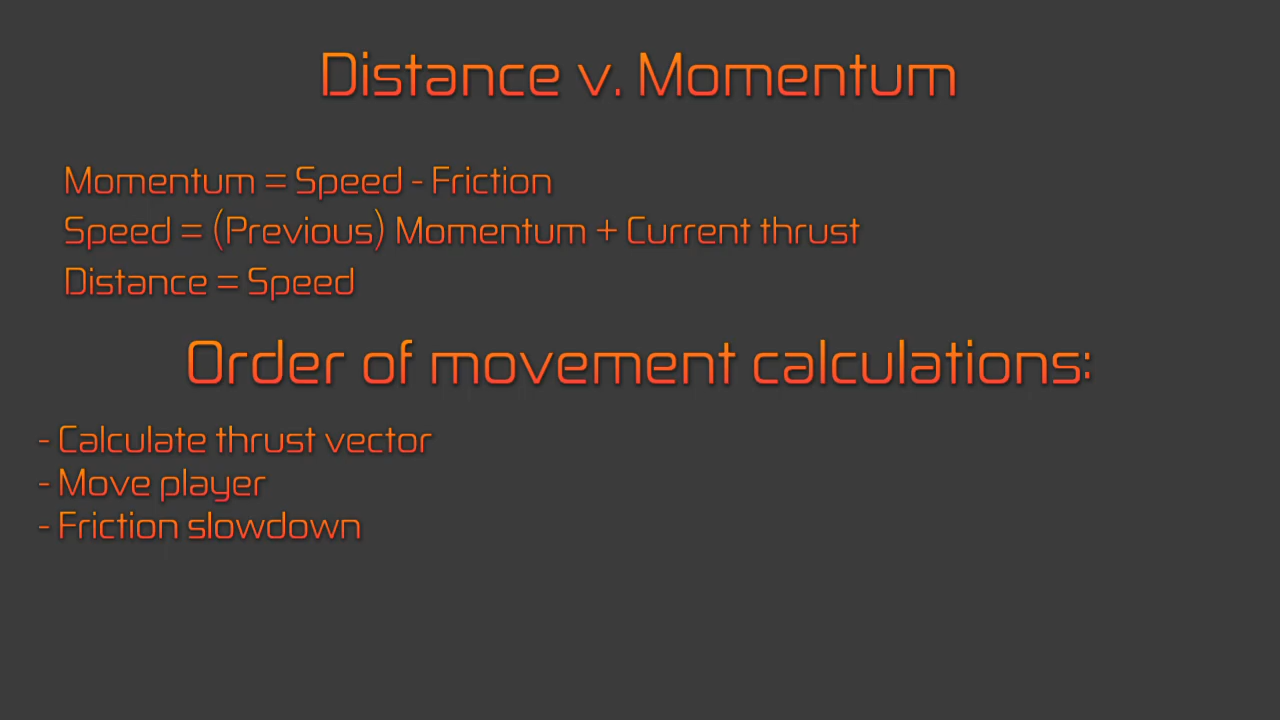 Distance v. Momentum
Momentum = Speed - Friction
Speed = (Previous) Momentum + Current thrust
Distance = Speed
Order of movement calculations:
- Calculate thrust vector
- Move player
- Friction slowdown